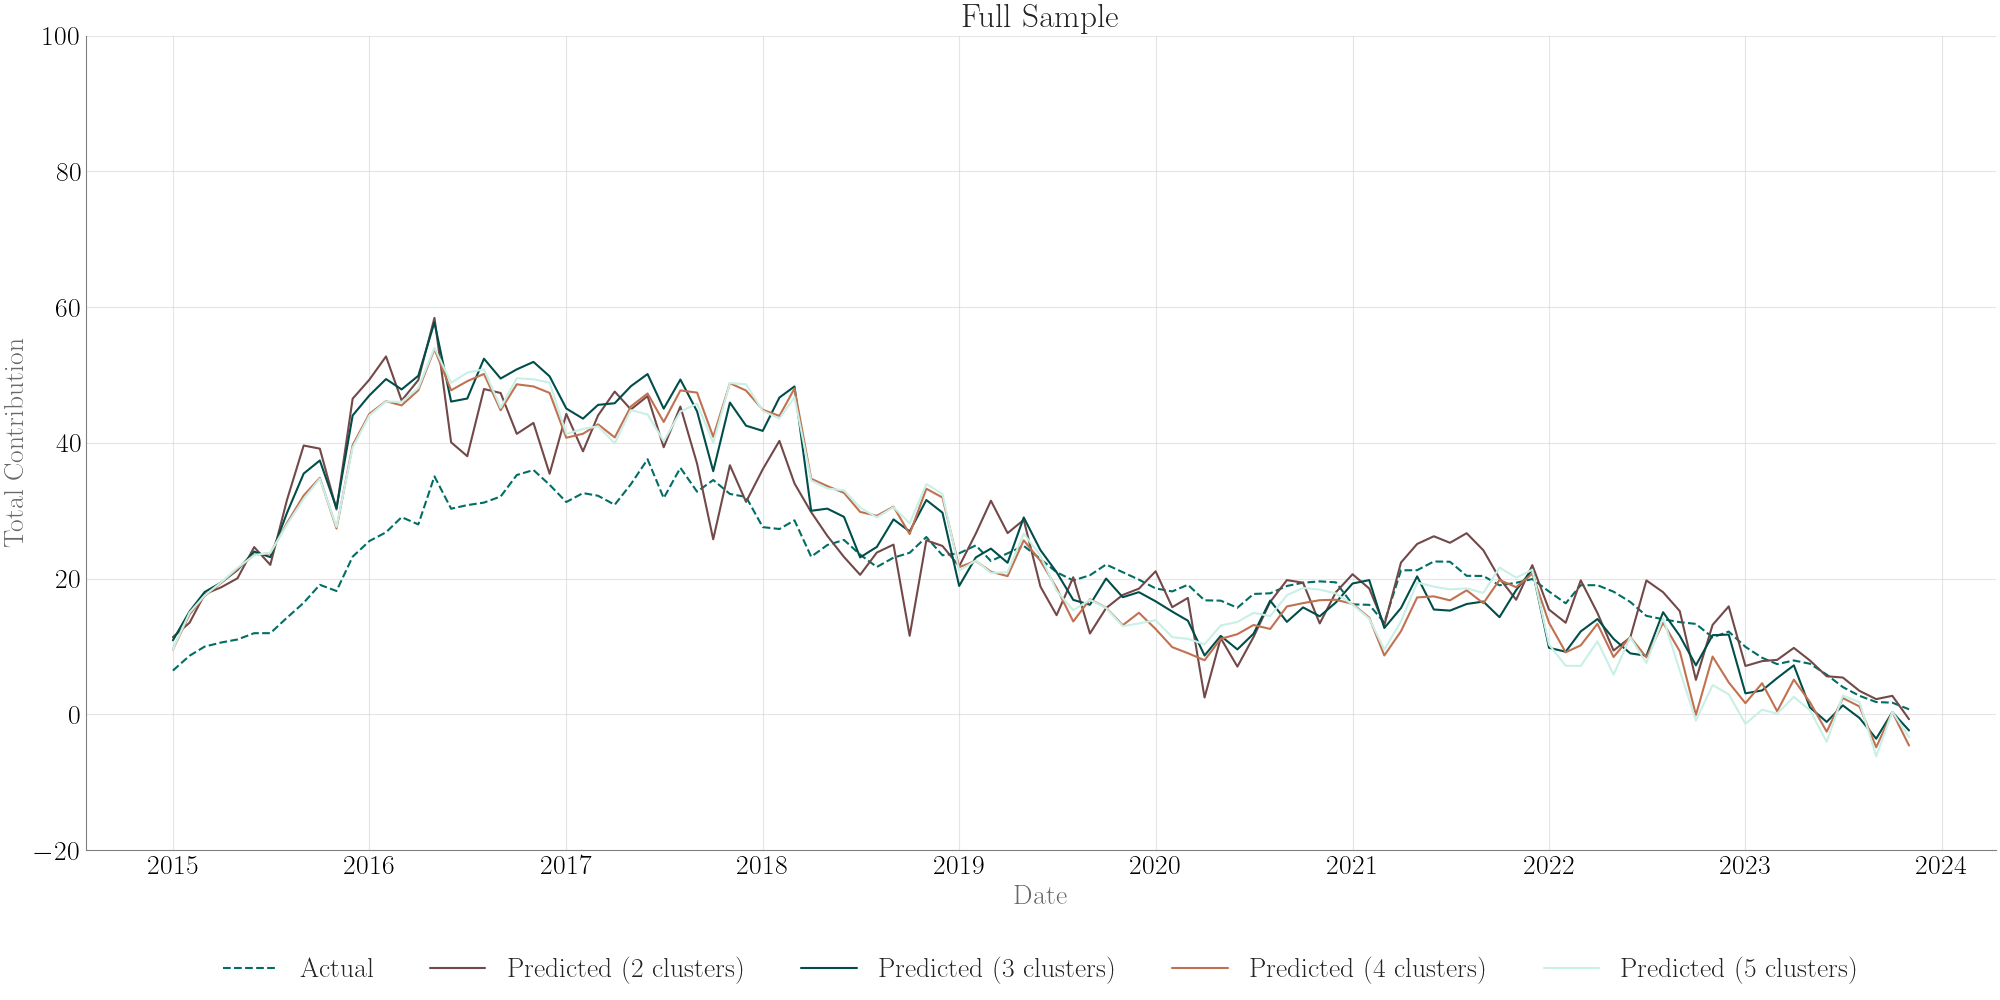 Full Sample
100
80
60
40
20
0
−20
Total Contribution
2015 2016 2017 2018 2019 2020 2021 2022 2023 2024
Date
Actual Predicted (2 clusters) Predicted (3 clusters) Predicted (4 clusters) Predicted (5 clusters)